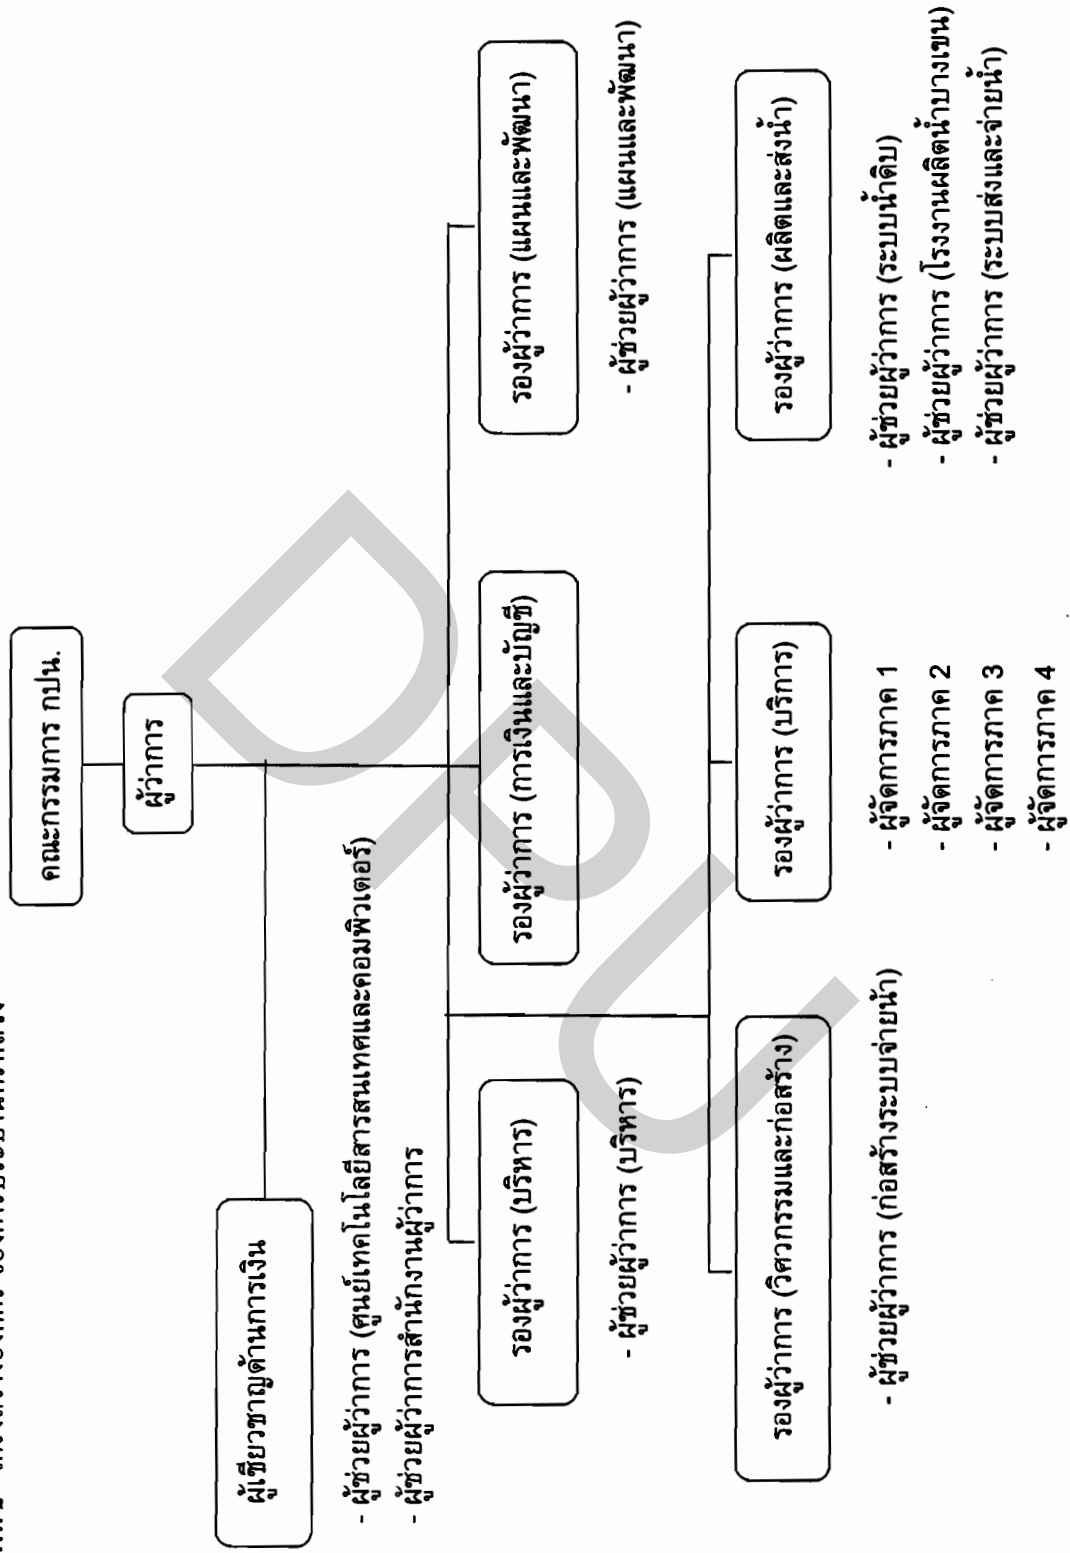 คณะกรรมการ กปน.
ผู้ว่าการ
ผู้เชี่ยวชาญด้านการเงิน
- ผู้ช่วยผู้ว่าการ (ศูนย์เทคโนโลยีสารสนเทศและคอมพิวเตอร์)
- ผู้ช่วยผู้ว่าการสำนักงานผู้ว่าการ
รองผู้ว่าการ (บริหาร)
- ผู้ช่วยผู้ว่าการ (บริหาร)
รองผู้ว่าการ (การเงินและบัญชี)
รองผู้ว่าการ (แผนและพัฒนา)
- ผู้ช่วยผู้ว่าการ (แผนและพัฒนา)
รองผู้ว่าการ (วิศวกรรมและก่อสร้าง)
- ผู้ช่วยผู้ว่าการ (ก่อสร้างระบบจ่ายน้ำ)
รองผู้ว่าการ (บริการ)
- ผู้จัดการภาค 1
- ผู้จัดการภาค 2
- ผู้จัดการภาค 3
- ผู้จัดการภาค 4
รองผู้ว่าการ (ผลิตและส่งน้ำ)
- ผู้ช่วยผู้ว่าการ (ระบบน้ำดิบ)
- ผู้ช่วยผู้ว่าการ (โรงงานผลิตน้ำบางเขน)
- ผู้ช่วยผู้ว่าการ (ระบบส่งและจ่ายน้ำ)
DPU